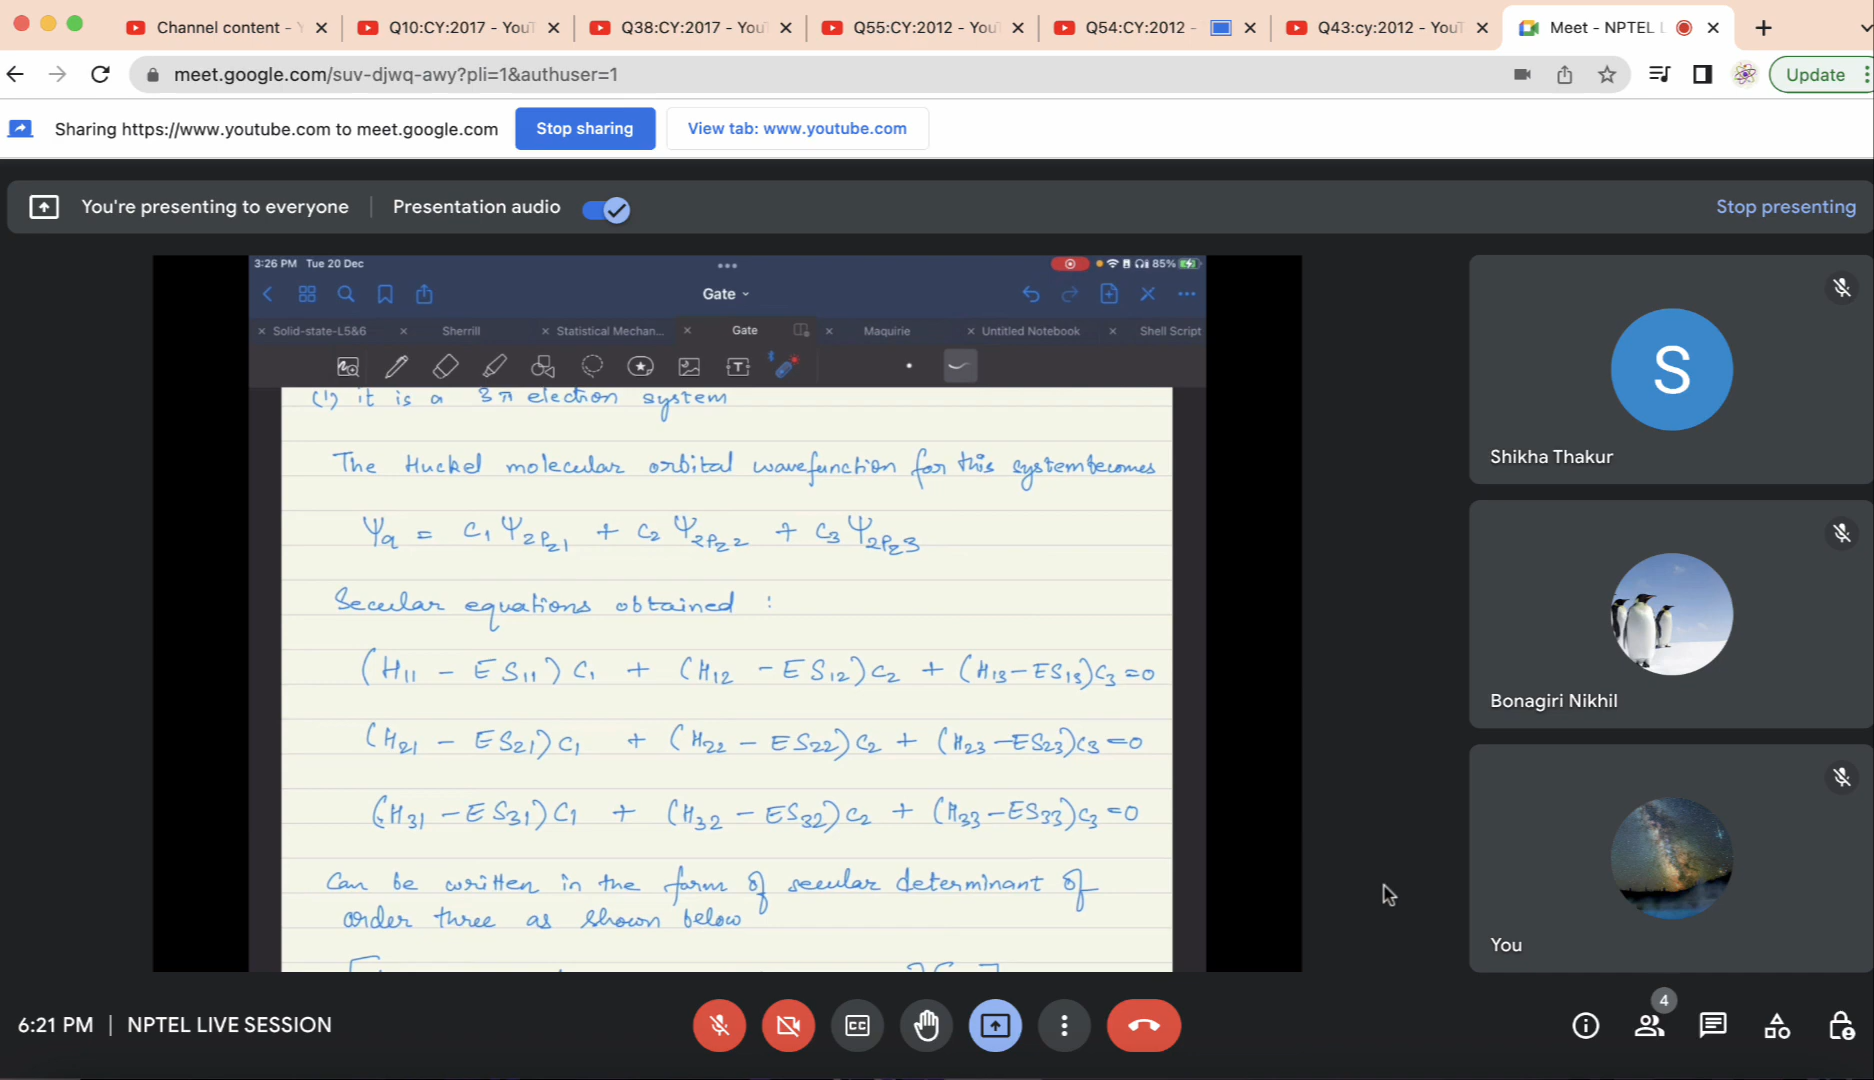 Channel content -
Q10:CY:2017 - YouT
Q38:CY:2017 - YouT
Q55:CY:2012 - YouT
Q54:CY:2012 -
Q43:cy:2012 - YouT
Meet - NPTEL L
meet.google.com/suv-djwq-awy?pli=1&authuser=1
Update
Sharing https://www.youtube.com to meet.google.com
Stop sharing
View tab: www.youtube.com
You're presenting to everyone
Presentation audio
Stop presenting
3:26 PM Tue 20 Dec
85%
Gate
Solid-state-L5&6
Sherrill
Statistical Mechan...
Gate
Maquirie
Untitled Notebook
Shell Script
(1) it is a 3π election system
The Huckel molecular orbital wavefunction for this system becomes
Ψa = C₁Ψ2Pz1 + C₂Ψ2Pz2 + C₃Ψ2Pz3
Secular equations obtained :
(H11 - ES11)C1 + (H12 - ES12)C2 + (H13-ES13)C3=0
(H21 - ES21)C1 + (H22 - ES22)C2 + (H23-ES23)C3=0
(H31 - ES31)C1 + (H32 - ES32)C2 + (H33-ES33)C3=0
Can be written in the form of secular determinant of
order three as shown below
S
Shikha Thakur
Bonagiri Nikhil
You
6:21 PM | NPTEL LIVE SESSION
CC
4